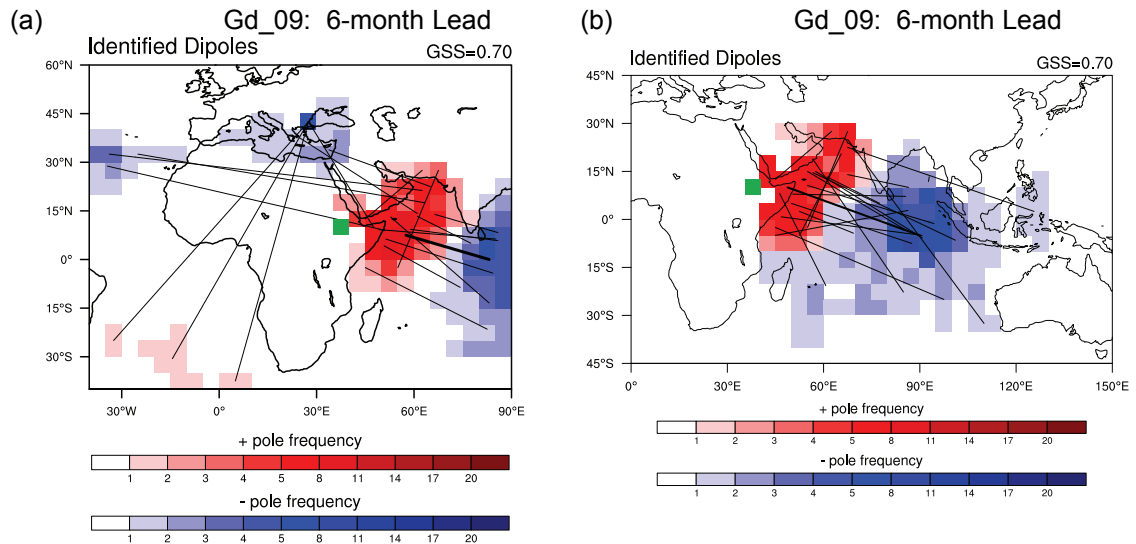 (a)
Gd_09: 6-month Lead
Identified Dipoles
GSS=0.70
60°N
45°N
30°N
15°N
0°
15°S
30°S
30°W
0°
30°E
60°E
90°E
+ pole frequency
1 2 3 4 5 8 11 14 17 20
- pole frequency
1 2 3 4 5 8 11 14 17 20
(b)
Gd_09: 6-month Lead
Identified Dipoles
GSS=0.70
45°N
30°N
15°N
0°
15°S
30°S
45°S
0°
30°E
60°E
90°E
120°E
150°E
+ pole frequency
1 2 3 4 5 8 11 14 17 20
- pole frequency
1 2 3 4 5 8 11 14 17 20